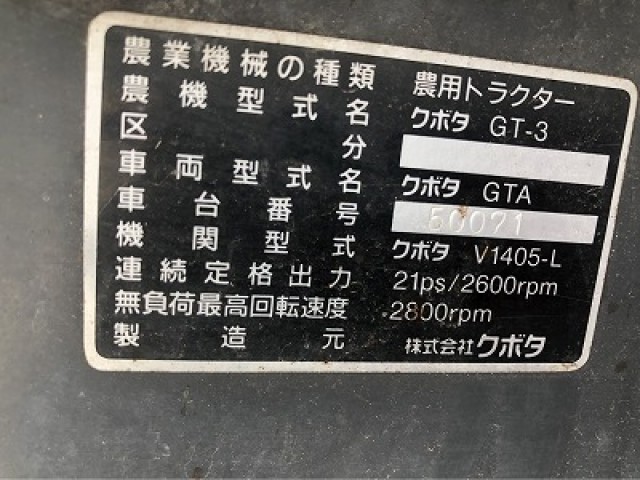 農業機械の種類 農用トラクター
農機型式名 クボタ GT-3
区分
車両型式名 クボタ GTA
車台番号 50071
機関型式 クボタ V1405-L
連続定格出力 21ps/2600rpm
無負荷最高回転速度 2800rpm
製造元 株式会社クボタ